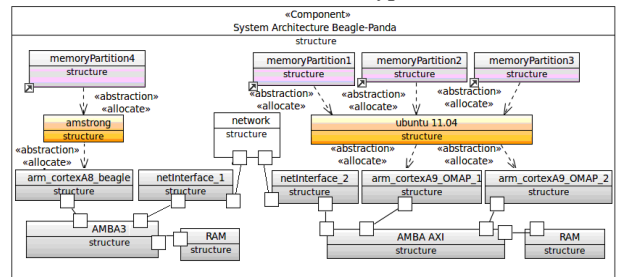 «Component»
System Architecture Beagle-Panda
structure
memoryPartition4
structure
memoryPartition1
structure
memoryPartition2
structure
memoryPartition3
structure
«abstraction»
«allocate»
«abstraction»
«allocate»
«abstraction»
«allocate»
«abstraction»
«allocate»
amstrong
structure
network
structure
ubuntu 11.04
structure
«abstraction»
«allocate»
«abstraction»
«allocate»
«abstraction»
«allocate»
arm_cortexA8_beagle
structure
netInterface_1
structure
netInterface_2
structure
arm_cortexA9_OMAP_1
structure
arm_cortexA9_OMAP_2
structure
AMBA3
structure
RAM
structure
AMBA AXI
structure
RAM
structure